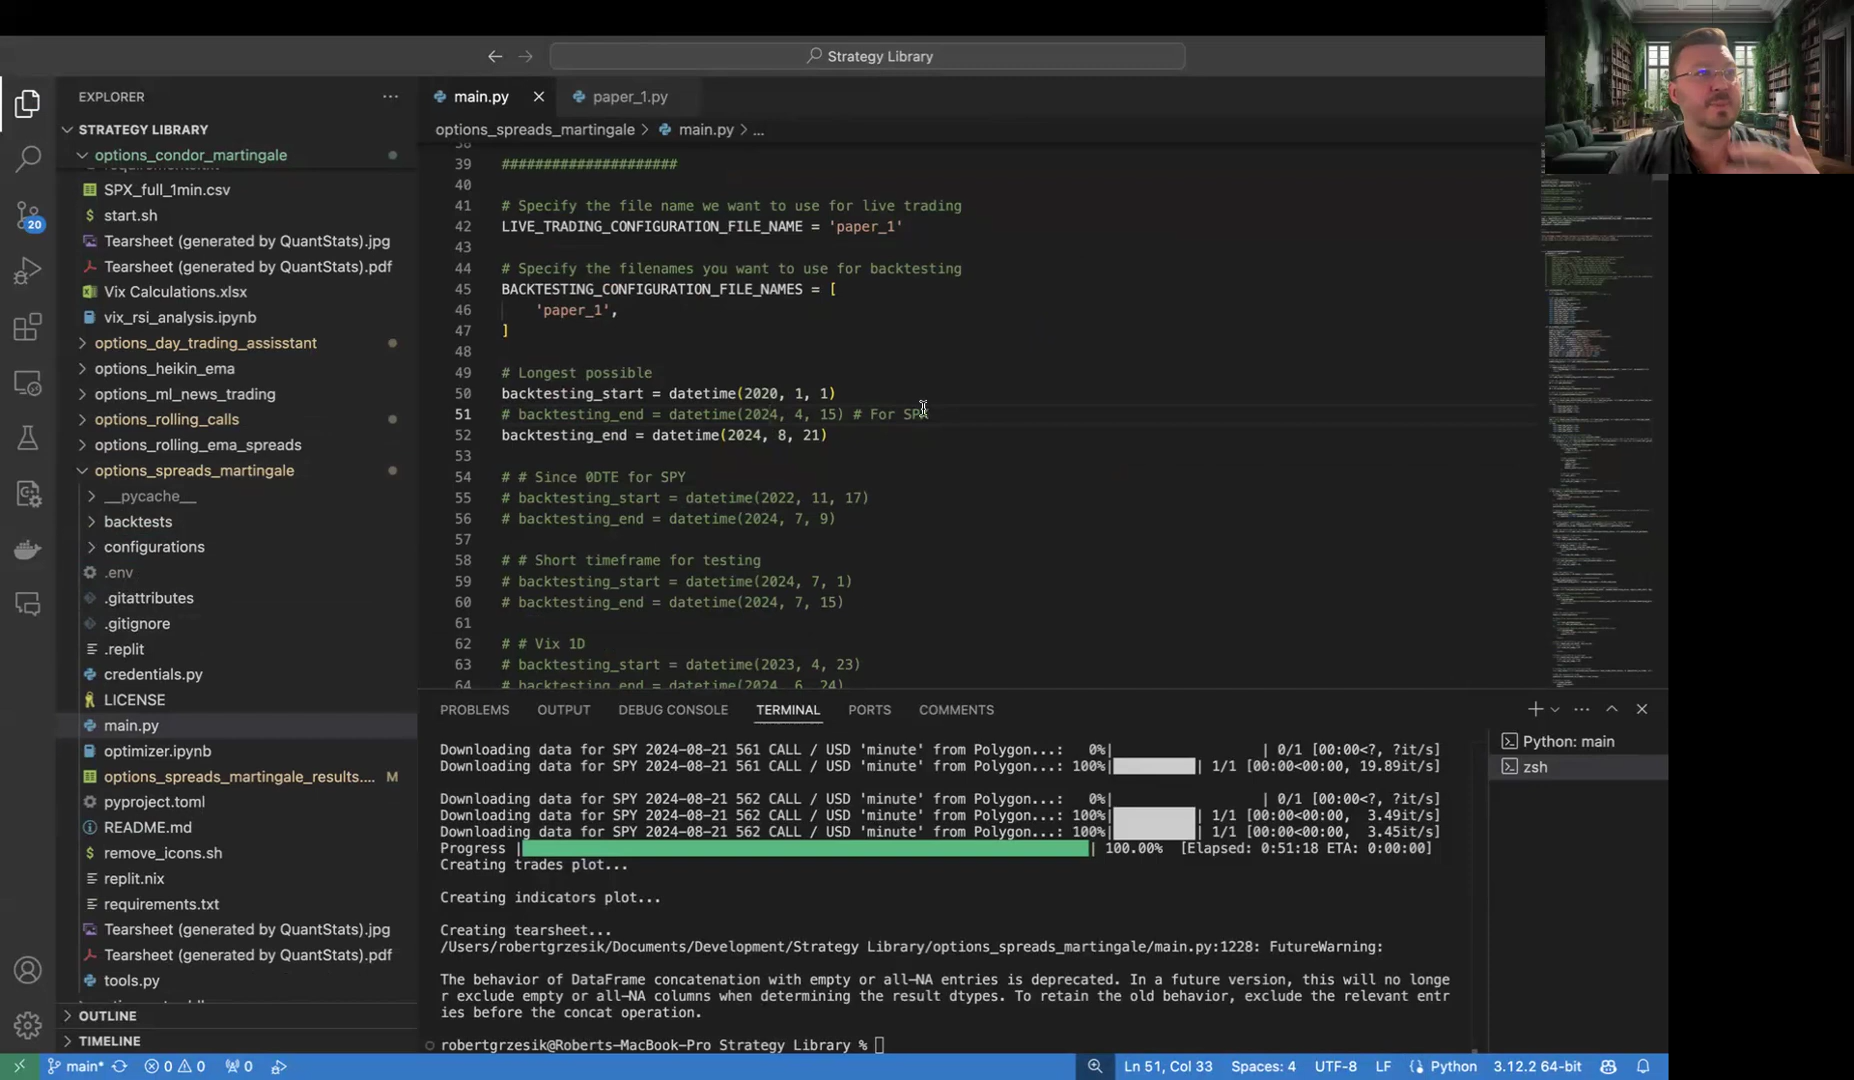 Strategy Library
EXPLORER
STRATEGY LIBRARY
options_condor_martingale
SPX_full_1min.csv
start.sh
Tearsheet (generated by QuantStats).jpg
Tearsheet (generated by QuantStats).pdf
Vix Calculations.xlsx
vix_rsi_analysis.ipynb
options_day_trading_assisstant
options_heikin_ema
options_ml_news_trading
options_rolling_calls
options_rolling_ema_spreads
options_spreads_martingale
__pycache__
backtests
configurations
.env
.gitattributes
.gitignore
.replit
credentials.py
LICENSE
main.py
optimizer.ipynb
options_spreads_martingale_results.... M
pyproject.toml
README.md
remove_icons.sh
replit.nix
requirements.txt
Tearsheet (generated by QuantStats).jpg
Tearsheet (generated by QuantStats).pdf
tools.py
OUTLINE
TIMELINE
20
main.py paper_1.py
options_spreads_martingale > main.py > ...
38
39 #####################
40
41 # Specify the file name we want to use for live trading
42 LIVE_TRADING_CONFIGURATION_FILE_NAME = 'paper_1'
43
44 # Specify the filenames you want to use for backtesting
45 BACKTESTING_CONFIGURATION_FILE_NAMES = [
46 'paper_1',
47 ]
48
49 # Longest possible
50 backtesting_start = datetime(2020, 1, 1)
51 # backtesting_end = datetime(2024, 4, 15) # For SPX
52 backtesting_end = datetime(2024, 8, 21)
53
54 # # Since 0DTE for SPY
55 # backtesting_start = datetime(2022, 11, 17)
56 # backtesting_end = datetime(2024, 7, 9)
57
58 # # Short timeframe for testing
59 # backtesting_start = datetime(2024, 7, 1)
60 # backtesting_end = datetime(2024, 7, 15)
61
62 # # Vix 1D
63 # backtesting_start = datetime(2023, 4, 23)
64 # backtesting_end = datetime(2024, 6, 24)
PROBLEMS OUTPUT DEBUG CONSOLE TERMINAL PORTS COMMENTS
Downloading data for SPY 2024-08-21 561 CALL / USD 'minute' from Polygon...: 0%| | 0/1 [00:00<?, ?it/s]
Downloading data for SPY 2024-08-21 561 CALL / USD 'minute' from Polygon...: 100%| | 1/1 [00:00<00:00, 19.89it/s]
Downloading data for SPY 2024-08-21 562 CALL / USD 'minute' from Polygon...: 0%| | 0/1 [00:00<?, ?it/s]
Downloading data for SPY 2024-08-21 562 CALL / USD 'minute' from Polygon...: 100%| | 1/1 [00:00<00:00, 3.49it/s]
Downloading data for SPY 2024-08-21 562 CALL / USD 'minute' from Polygon...: 100%| | 1/1 [00:00<00:00, 3.45it/s]
Progress | | 100.00% [Elapsed: 0:51:18 ETA: 0:00:00]
Creating trades plot...
Creating indicators plot...
Creating tearsheet...
/Users/robertgrzesik/Documents/Development/Strategy Library/options_spreads_martingale/main.py:1228: FutureWarning:
The behavior of DataFrame concatenation with empty or all-NA entries is deprecated. In a future version, this will no longe
r exclude empty or all-NA columns when determining the result dtypes. To retain the old behavior, exclude the relevant entr
ies before the concat operation.
robertgrzesik@Roberts-MacBook-Pro Strategy Library %
Python: main
zsh
main* 0 0 0 Ln 51, Col 33 Spaces: 4 UTF-8 LF Python 3.12.2 64-bit